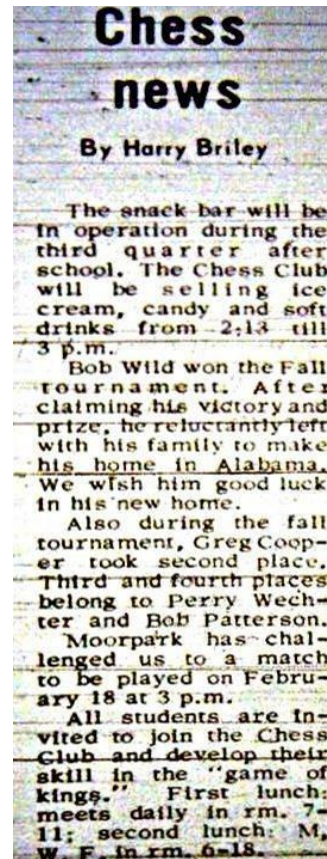 Chess
news
By Harry Briley
The snack bar will be
in operation during the
third quarter after
school. The Chess Club
will be selling ice
cream, candy and soft
drinks from 2:13 till
3 p.m.
Bob Wild won the Fall
tournament. After
claiming his victory and
prize, he reluctantly left
with his family to make
his home in Alabama.
We wish him good luck
in his new home.
Also during the fall
tournament, Greg Coop-
er took second place.
Third and fourth places
belong to Perry Wech-
ter and Bob Patterson.
Moorpark has chal-
lenged us to a match
to be played on Febru-
ary 18 at 3 p.m.
All students are in-
vited to join the Chess
Club and develop their
skill in the "game of
kings." First lunch:
meets daily in rm. 7-
11; second lunch: M,
W, F, in rm. 6-18.